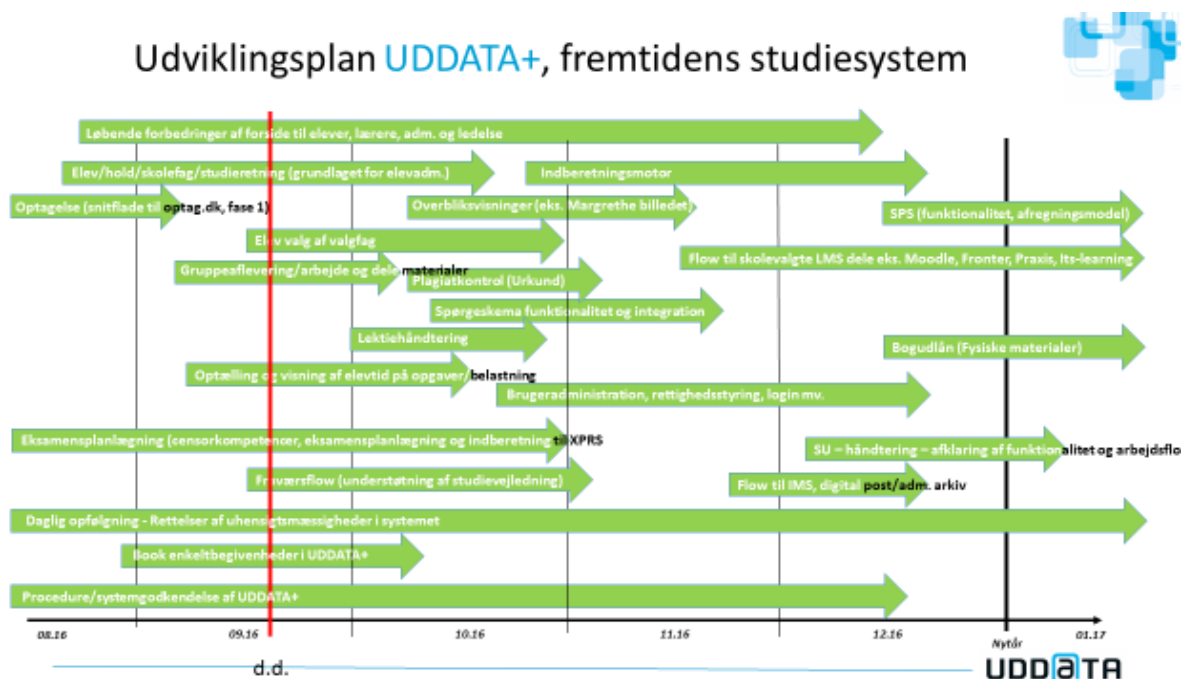 Udviklingsplan UDDATA+, fremtidens studiesystem
Løbende forbedringer af forside til elever, lærere, adm. og ledelse
Elev/hold/skolefag/studieretning (grundlaget for elevadm.)
Indberetningsmotor
Optagelse (snitflade til optag.dk, fase 1)
Overbliksvisninger (eks. Margrethe billedet)
SPS (funktionalitet, afregningsmodel)
Elev valg af valgfag
Flow til skolevalgte LMS dele eks. Moodle, Fronter, Praxis, Its-learning
Gruppeaflevering/arbejde og dele materialer
Plagiatkontrol (Urkund)
Spørgeskema funktionalitet og integration
Lektiehåndtering
Bogudlån (Fysiske materialer)
Optælling og visning af elevtid på opgaver/belastning
Brugeradministration, rettighedsstyring, login mv.
Eksamensplanlægning (censorkompetencer, eksamensplanlægning og indberetning til XPRS
SU – håndtering – afklaring af funktionalitet og arbejdsflo
Fraværsflow (understøtning af studievejledning)
Flow til IMS, digital post/adm. arkiv
Daglig opfølgning - Rettelser af uhensigtsmæssigheder i systemet
Book enkeltbegivenheder i UDDATA+
Procedure/systemgodkendelse af UDDATA+
08.16
09.16
10.16
11.16
12.16
Nytår
01.17
d.d.
UDDATA